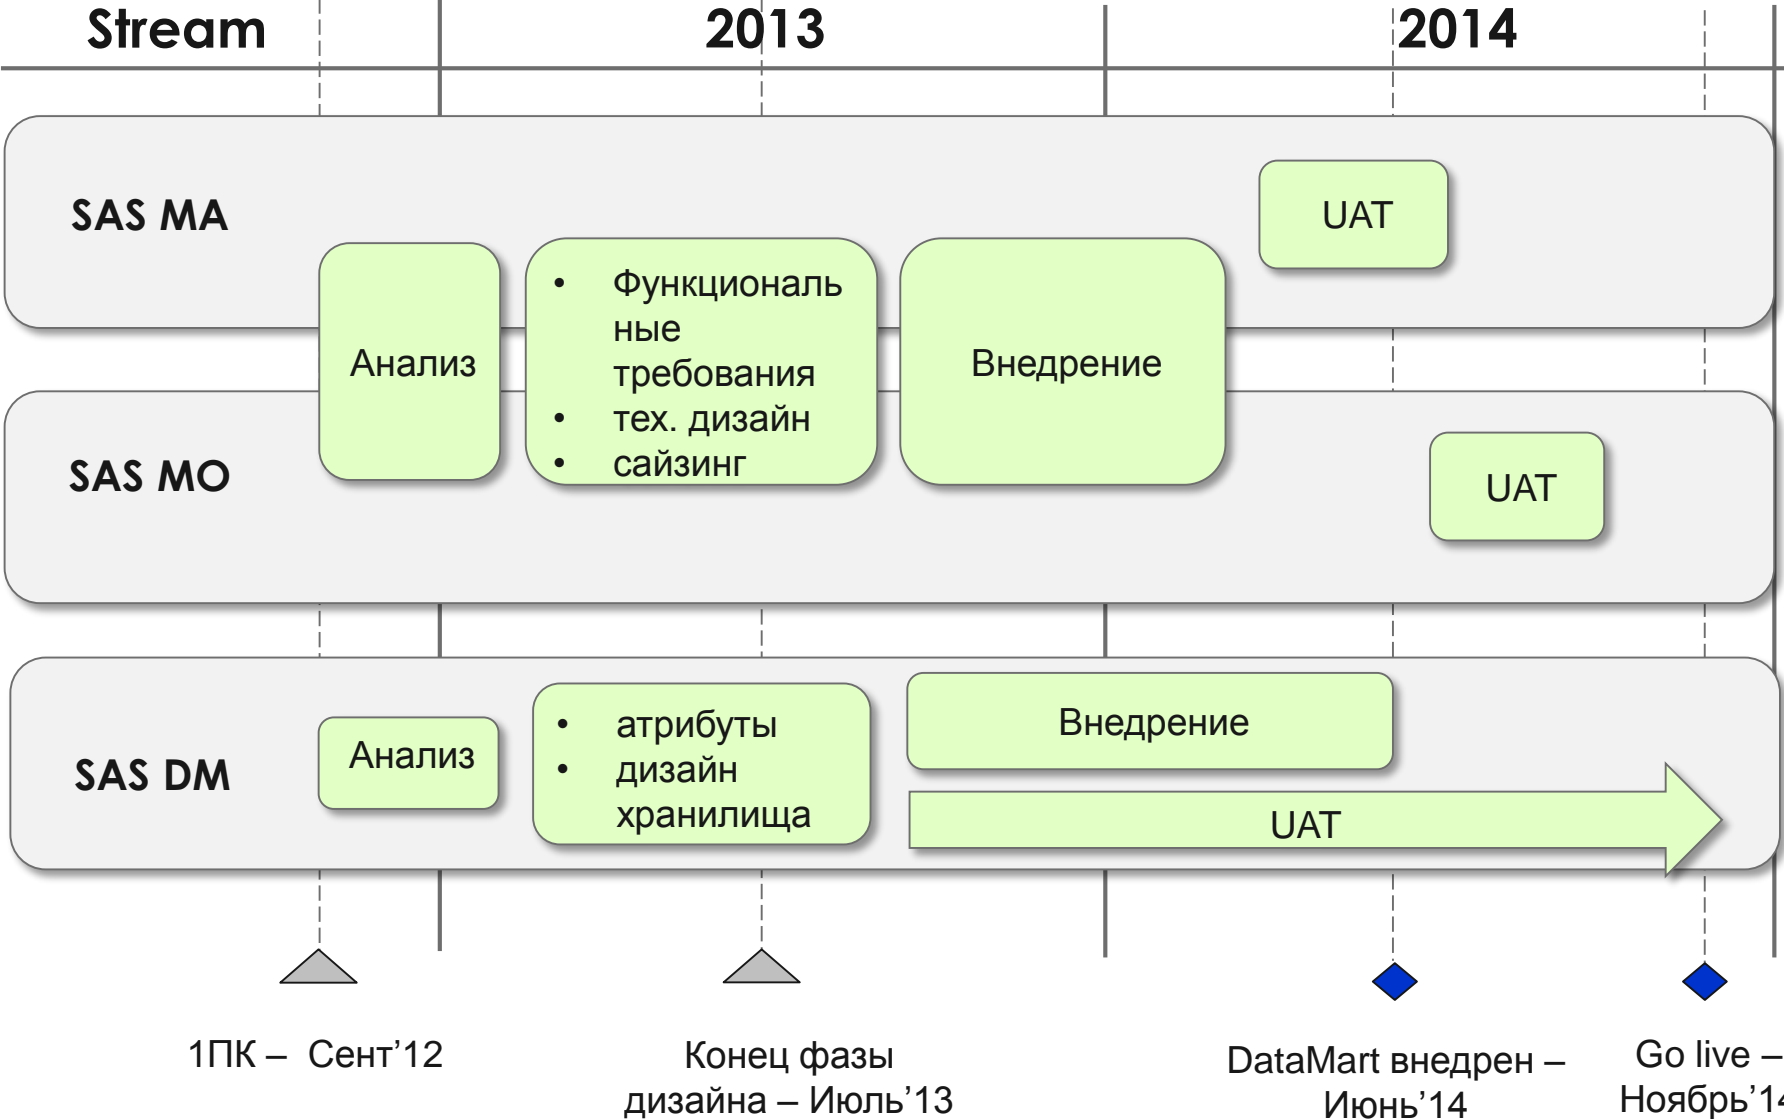 Stream
2013
2014
SAS MA
UAT
Анализ
• Функциональ
ные
требования
• тех. дизайн
• сайзинг
Внедрение
SAS MO
UAT
SAS DM
Анализ
• атрибуты
• дизайн
хранилища
Внедрение
UAT
1ПК – Сент’12
Конец фазы
дизайна – Июль’13
DataMart внедрен –
Июнь’14
Go live –
Ноябрь’14